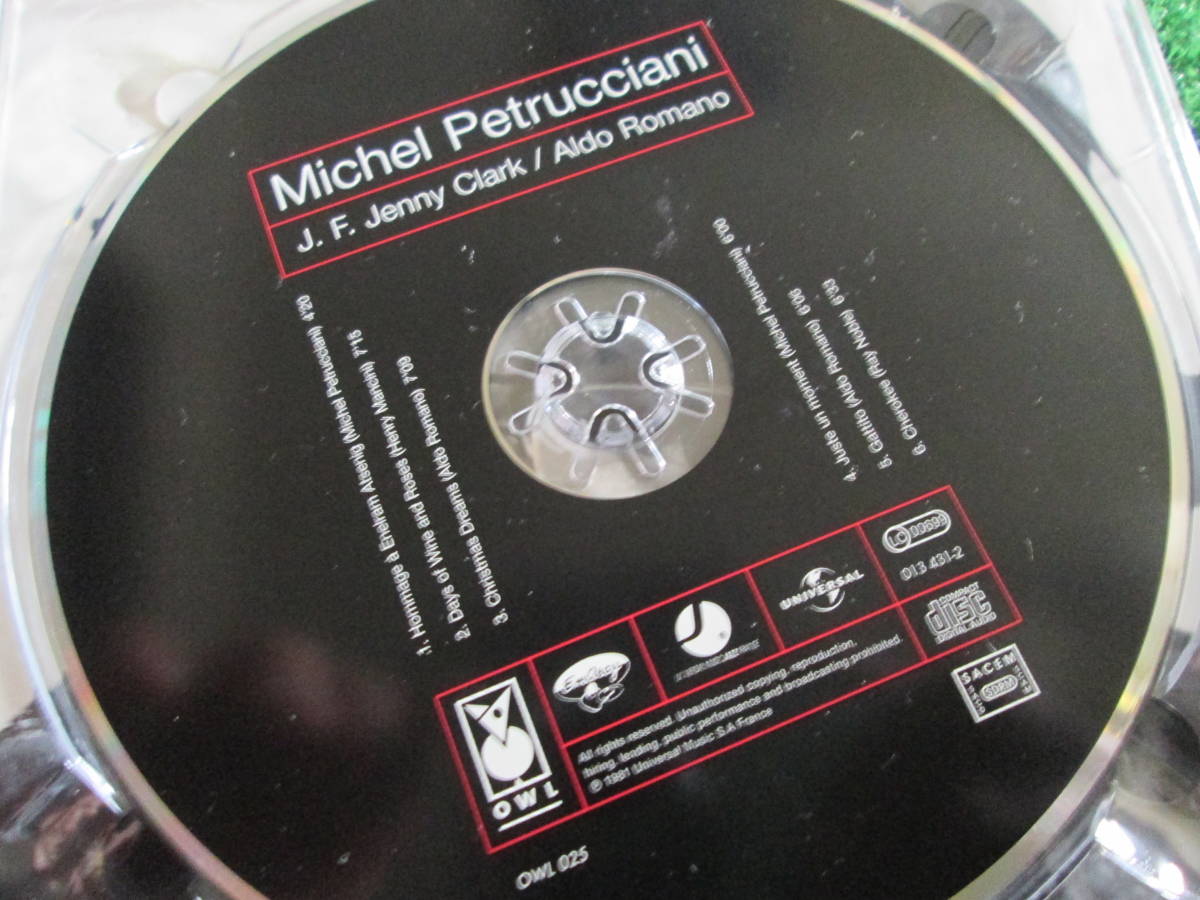 Michel Petrucciani
J. F. Jenny Clark / Aldo Romano
1. Hommage à Enelram Atsenig (Michel Petrucciani) 4'20
2. Days of Wine and Roses (Henry Mancini) 7'15
3. Christmas Dreams (Aldo Romano) 7'09
4. Juste un moment (Michel Petrucciani) 6'00
5. Gattito (Aldo Romano) 6'06
6. Cherokee (Ray Noble) 6'33
OWL
UNIVERSAL
LC 00699
013 431-2
COMPACT
disc
DIGITAL AUDIO
All rights reserved. Unauthorized copying, reproduction,
hiring, lending, public performance and broadcasting prohibited.
℗ 1981 Universal Music S.A France
SACEM
SDRM
OWL 025